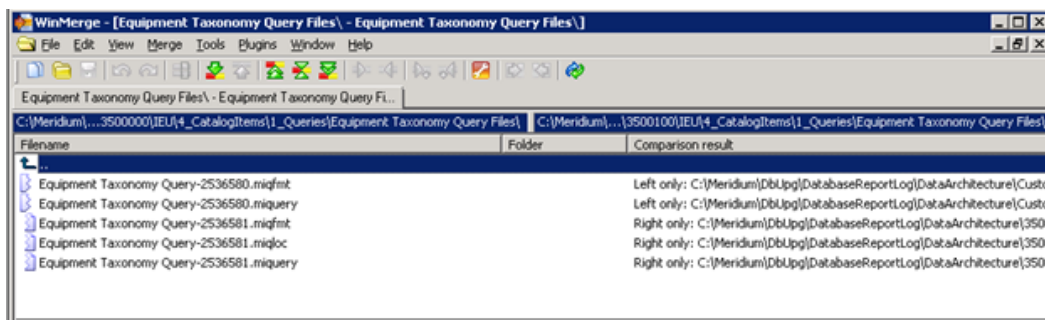 WinMerge - [Equipment Taxonomy Query Files\ - Equipment Taxonomy Query Files\]
File Edit View Merge Tools Plugins Window Help
Equipment Taxonomy Query Files\ - Equipment Taxonomy Query Fi...
C:\Meridium\...3500000\IEU\4_CatalogItems\1_Queries\Equipment Taxonomy Query Files\ C:\Meridium\...\3500100\IEU\4_CatalogItems\1_Queries\Equipment Taxonomy Query Files\
Filename Folder Comparison result
..
Equipment Taxonomy Query-2536580.miqfmt Left only: C:\Meridium\DbUpg\DatabaseReportLog\DataArchitecture\Custo
Equipment Taxonomy Query-2536580.miquery Left only: C:\Meridium\DbUpg\DatabaseReportLog\DataArchitecture\Custo
Equipment Taxonomy Query-2536581.miqfmt Right only: C:\Meridium\DbUpg\DatabaseReportLog\DataArchitecture\350
Equipment Taxonomy Query-2536581.miqloc Right only: C:\Meridium\DbUpg\DatabaseReportLog\DataArchitecture\350
Equipment Taxonomy Query-2536581.miquery Right only: C:\Meridium\DbUpg\DatabaseReportLog\DataArchitecture\350